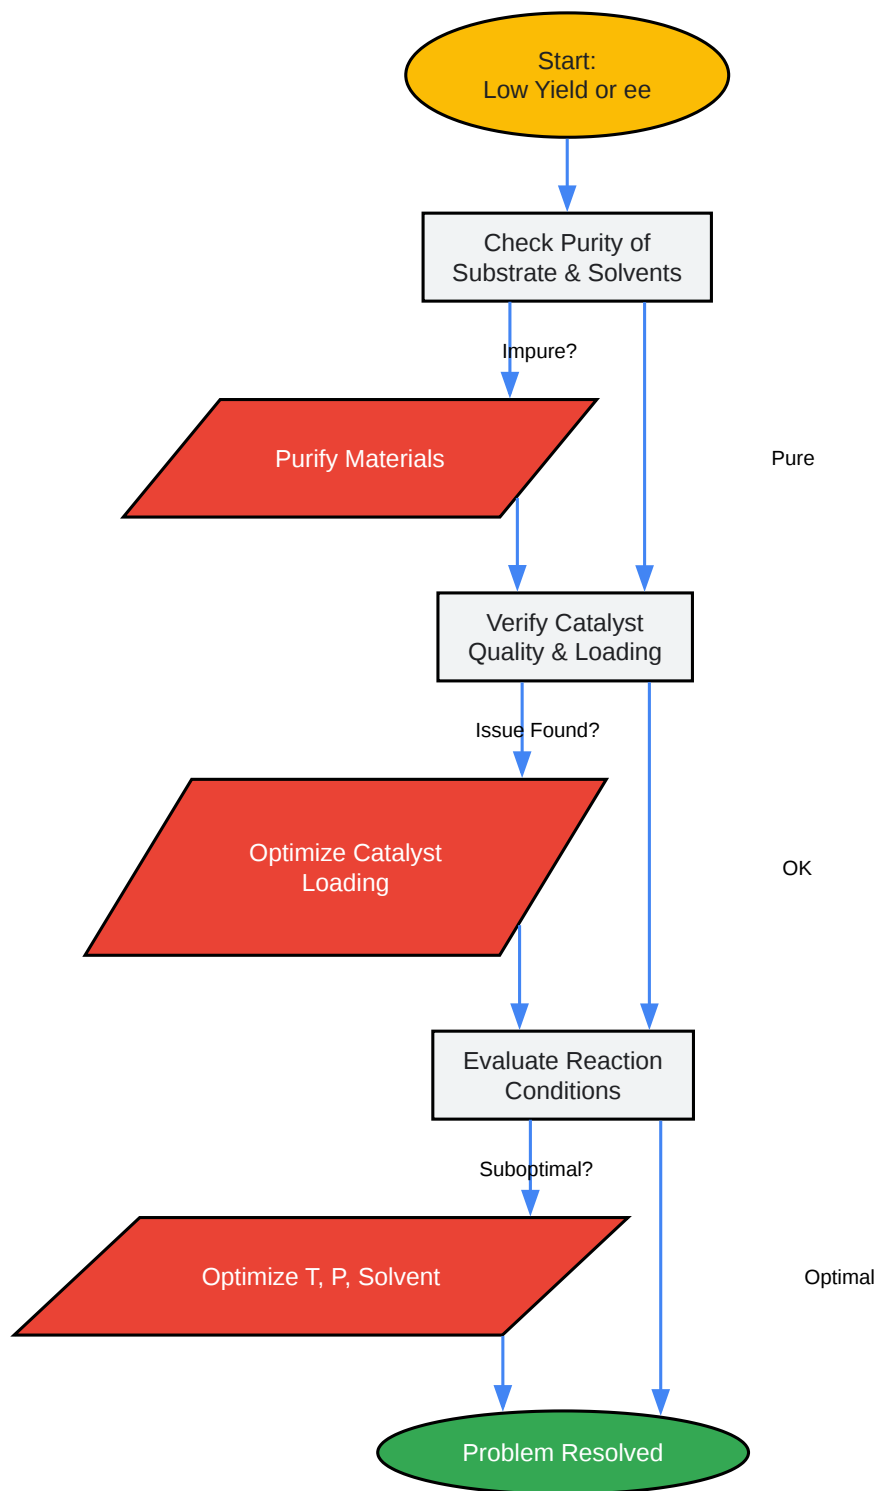 Start:
Low Yield or ee
Check Purity of
Substrate & Solvents
Impure?
Purify Materials
Pure
Verify Catalyst
Quality & Loading
Issue Found?
Optimize Catalyst
Loading
OK
Evaluate Reaction
Conditions
Suboptimal?
Optimize T, P, Solvent
Optimal
Problem Resolved